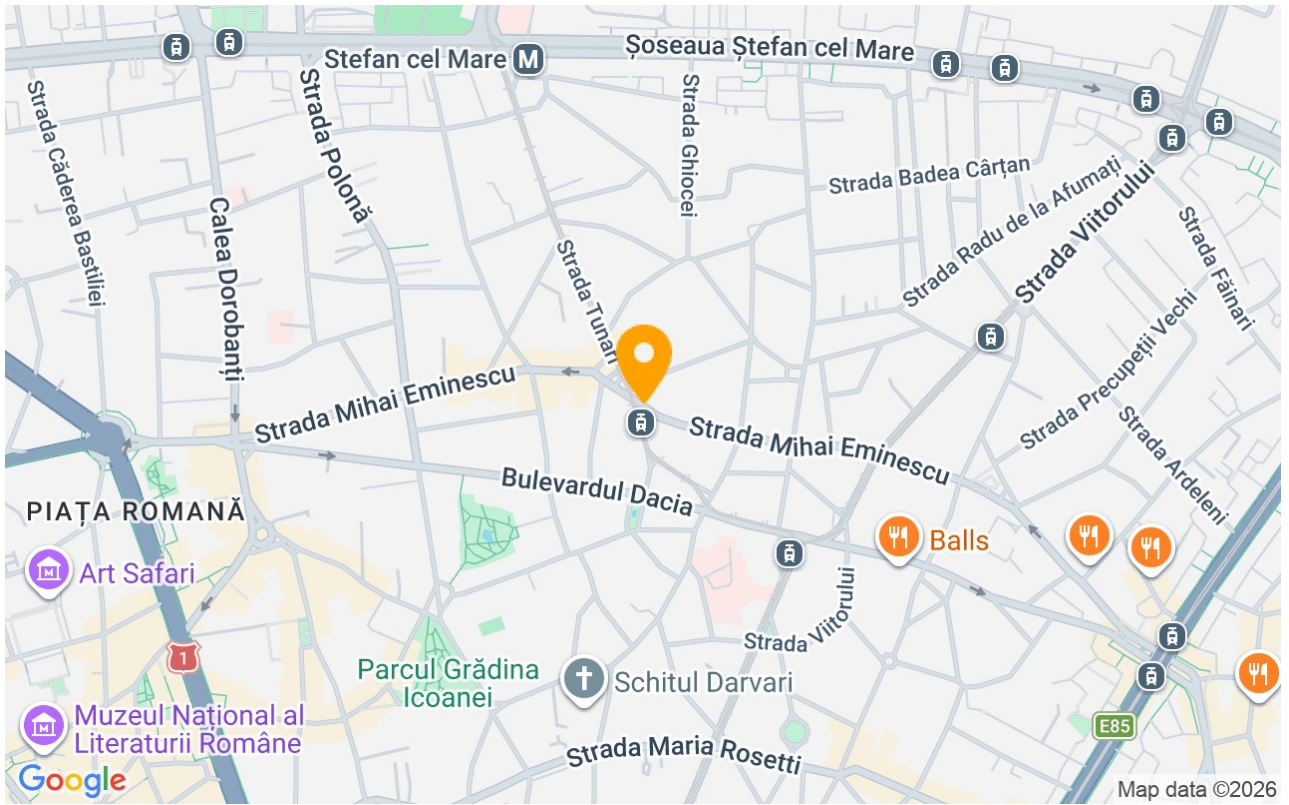 Ștefan cel Mare
M
Șoseaua Ștefan cel Mare
Strada Căderea Bastiliei
Strada Polonă
Strada Ghiocei
Strada Badea Cârțan
Strada Radu de la Afumați
Strada Viitorului
Strada Făinari
Calea Dorobanți
Strada Tunari
Strada Precupeții Vechi
Strada Mihai Eminescu
Strada Mihai Eminescu
Strada Ardeleni
Bulevardul Dacia
PIAȚA ROMANĂ
Balls
Art Safari
Strada Viitorului
1
Parcul Grădina
Icoanei
Schitul Darvari
Muzeul Național al
Literaturii Române
E85
Strada Maria Rosetti
Google
Map data ©2026